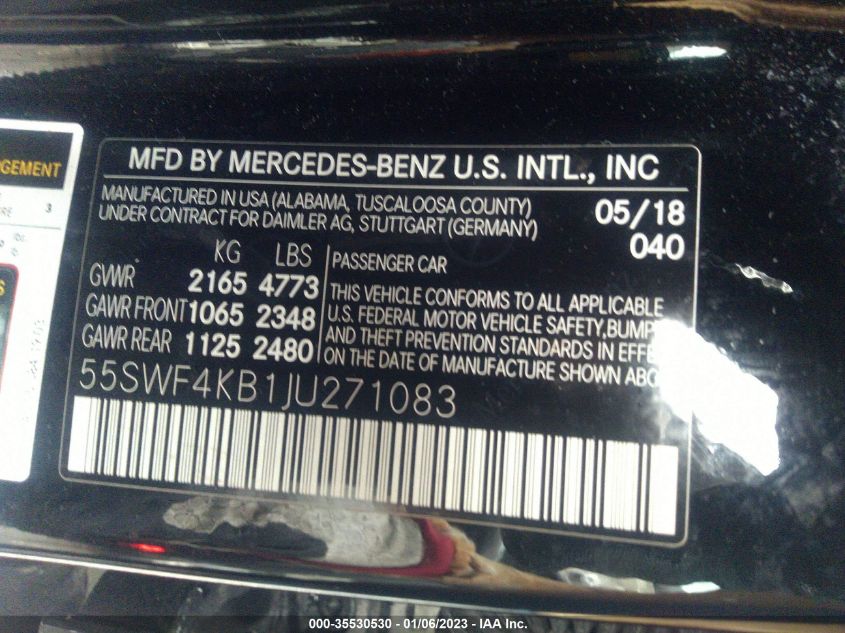 GEMENT
3
MFD BY MERCEDES-BENZ U.S. INTL., INC
MANUFACTURED IN USA (ALABAMA, TUSCALOOSA COUNTY)
UNDER CONTRACT FOR DAIMLER AG, STUTTGART (GERMANY)
05/18
040
KG LBS
GVWR 2165 4773
GAWR FRONT 1065 2348
GAWR REAR 1125 2480
PASSENGER CAR
THIS VEHICLE CONFORMS TO ALL APPLICABLE
U.S. FEDERAL MOTOR VEHICLE SAFETY, BUMP
AND THEFT PREVENTION STANDARDS IN EFFE
ON THE DATE OF MANUFACTURE SHOWN ABO
55SWF4KB1JU271083
000-35530530 - 01/06/2023 - IAA Inc.